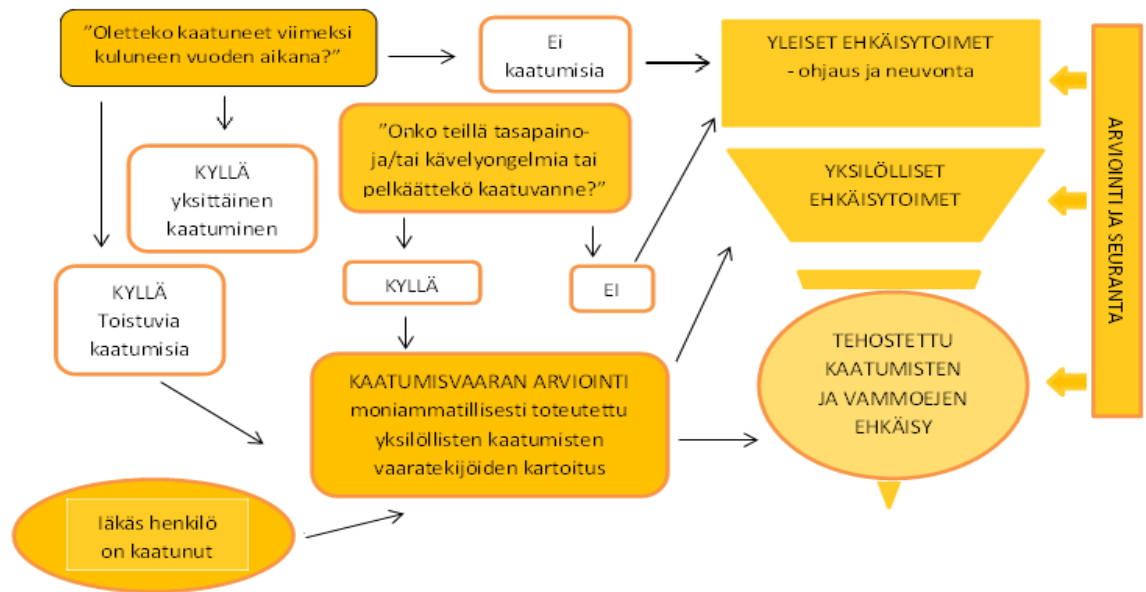 ”Oletteko kaatuneet viimeksi
kuluneen vuoden aikana?”
Ei
kaatumisia
YLEISET EHKÄISYTOIMET
- ohjaus ja neuvonta
”Onko teillä tasapaino-
ja/tai kävelyongelmia tai
pelkäättekö kaatuvanne?”
KYLLÄ
yksittäinen
kaatuminen
YKSILÖLLISET
EHKÄISYTOIMET
ARVIOINTI JA SEURANTA
KYLLÄ
Toistuvia
kaatumisia
KYLLÄ
EI
KAATUMISVAARAN ARVIOINTI
moniammatillisesti toteutettu
yksilöllisten kaatumisten
vaaratekijöiden kartoitus
TEHOSTETTU
KAATUMISTEN
JA VAMMOEJEN
EHKÄISY
Iäkäs henkilö
on kaatunut